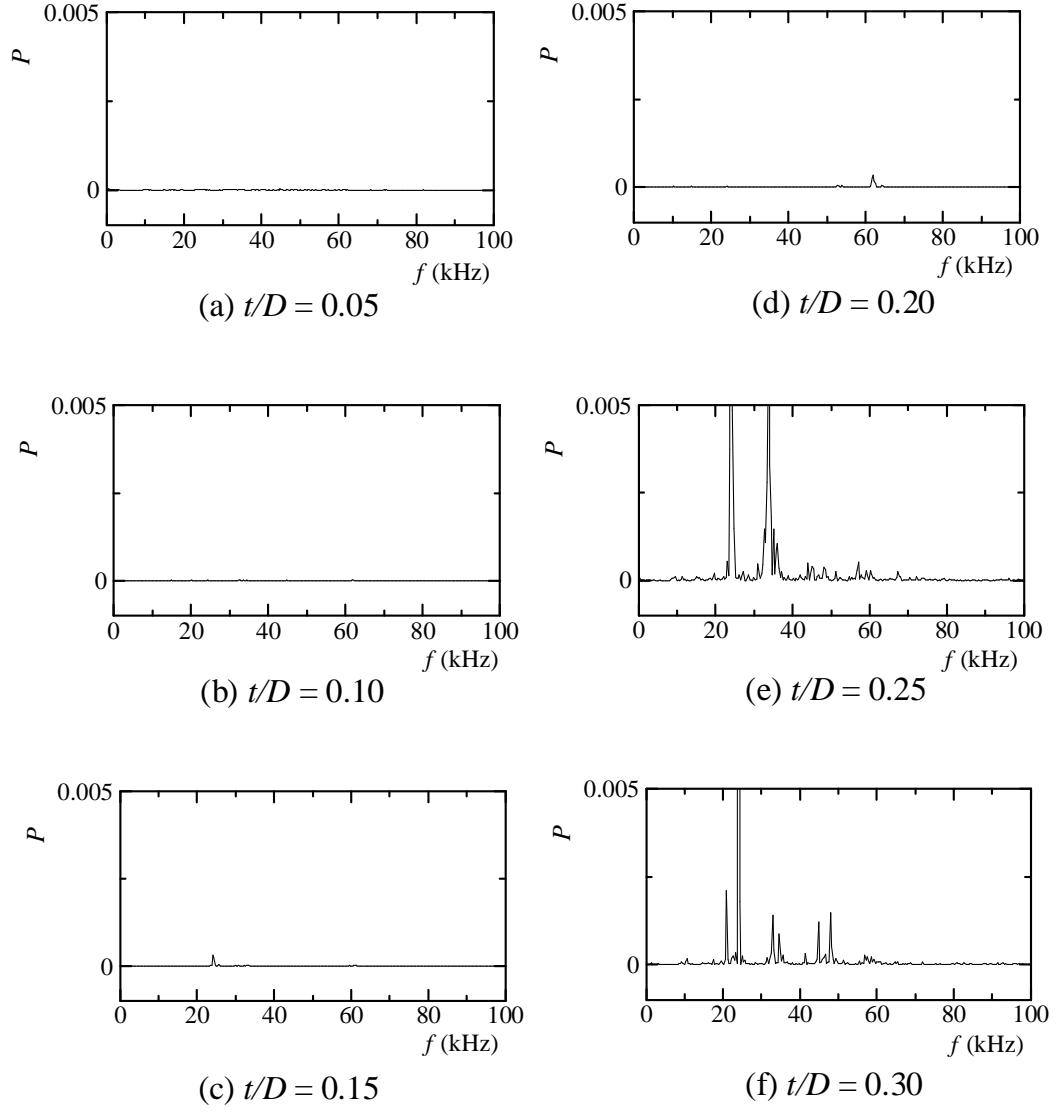 0.005
P
0
0 20 40 60 80 100
f (kHz)
(a) t/D = 0.05
0.005
P
0
0 20 40 60 80 100
f (kHz)
(d) t/D = 0.20
0.005
P
0
0 20 40 60 80 100
f (kHz)
(b) t/D = 0.10
0.005
P
0
0 20 40 60 80 100
f (kHz)
(e) t/D = 0.25
0.005
P
0
0 20 40 60 80 100
f (kHz)
(c) t/D = 0.15
0.005
P
0
0 20 40 60 80 100
f (kHz)
(f) t/D = 0.30